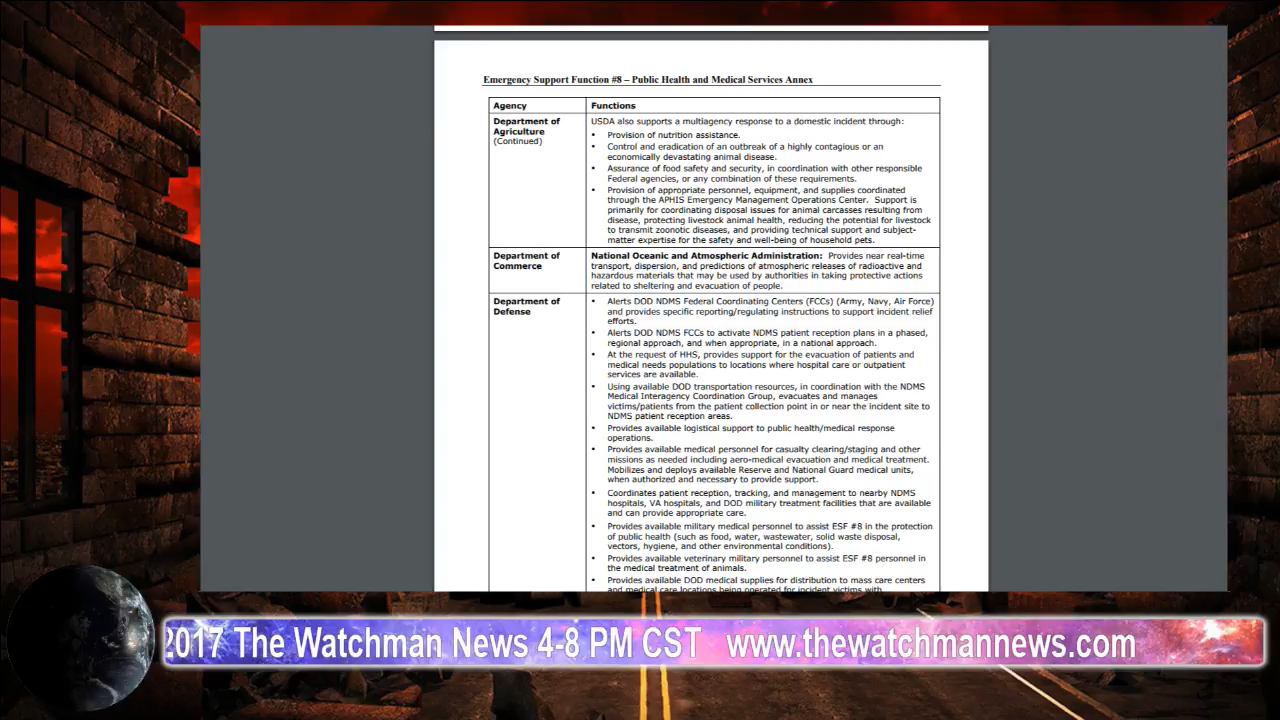 Emergency Support Function #8 – Public Health and Medical Services Annex
Agency
Functions
Department of
Agriculture
(Continued)
USDA also supports a multiagency response to a domestic incident through:
• Provision of nutrition assistance.
• Control and eradication of an outbreak of a highly contagious or an
economically devastating animal disease.
• Assurance of food safety and security, in coordination with other responsible
Federal agencies, or any combination of these requirements.
• Provision of appropriate personnel, equipment, and supplies coordinated
through the APHIS Emergency Management Operations Center. Support is
primarily for coordinating disposal issues for animal carcasses resulting from
disease, protecting livestock animal health, reducing the potential for livestock
to transmit zoonotic diseases, and providing technical support and subject-
matter expertise for the safety and well-being of household pets.
Department of
Commerce
National Oceanic and Atmospheric Administration: Provides near real-time
transport, dispersion, and predictions of atmospheric releases of radioactive and
hazardous materials that may be used by authorities in taking protective actions
related to sheltering and evacuation of people.
Department of
Defense
• Alerts DOD NDMS Federal Coordinating Centers (FCCs) (Army, Navy, Air Force)
and provides specific reporting/regulating instructions to support incident relief
efforts.
• Alerts DOD NDMS FCCs to activate NDMS patient reception plans in a phased,
regional approach, and when appropriate, in a national approach.
• At the request of HHS, provides support for the evacuation of patients and
medical needs populations to locations where hospital care or outpatient
services are available.
• Using available DOD transportation resources, in coordination with the NDMS
Medical Interagency Coordination Group, evacuates and manages
victims/patients from the patient collection point in or near the incident site to
NDMS patient reception areas.
• Provides available logistical support to public health/medical response
operations.
• Provides available medical personnel for casualty clearing/staging and other
missions as needed including aero-medical evacuation and medical treatment.
Mobilizes and deploys available Reserve and National Guard medical units,
when authorized and necessary to provide support.
• Coordinates patient reception, tracking, and management to nearby NDMS
hospitals, VA hospitals, and DOD military treatment facilities that are available
and can provide appropriate care.
• Provides available military medical personnel to assist ESF #8 in the protection
of public health (such as food, water, wastewater, solid waste disposal,
vectors, hygiene, and other environmental conditions).
• Provides available veterinary military personnel to assist ESF #8 personnel in
the medical treatment of animals.
• Provides available DOD medical supplies for distribution to mass care centers
and medical care locations being operated for incident victims with
2017 The Watchman News 4-8 PM CST www.thewatchmannews.com